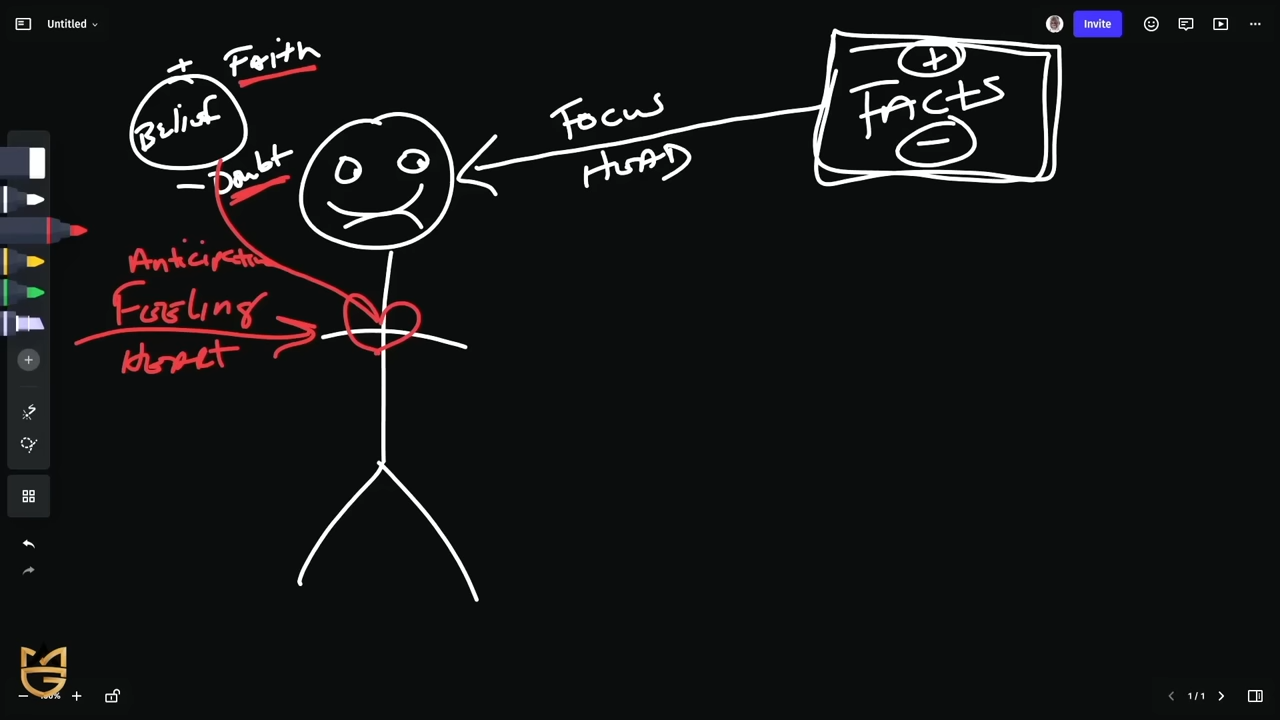 Untitled
Invite
+
Faith
Belief
- Doubt
Focus
HEAD
+
FACTS
-
Anticipation
Feeling
HEART
1/1